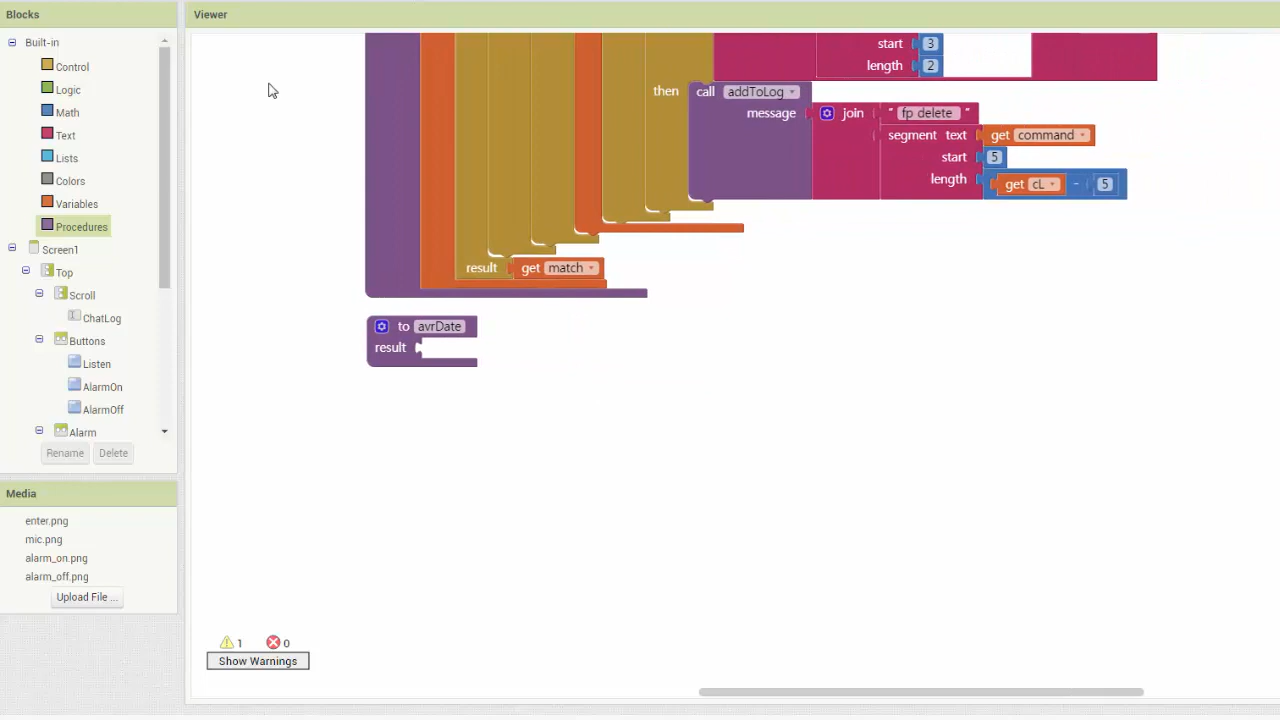 Blocks
Built-in
Control
Logic
Math
Text
Lists
Colors
Variables
Procedures
Screen1
Top
Scroll
ChatLog
Buttons
Listen
AlarmOn
AlarmOff
Alarm
Rename Delete
Media
enter.png
mic.png
alarm_on.png
alarm_off.png
Upload File ...
Viewer
start 3
length 2
then call addToLog
message join " fp delete "
segment text get command
start 5
length get cL - 5
result get match
to avrDate
result
1 0
Show Warnings